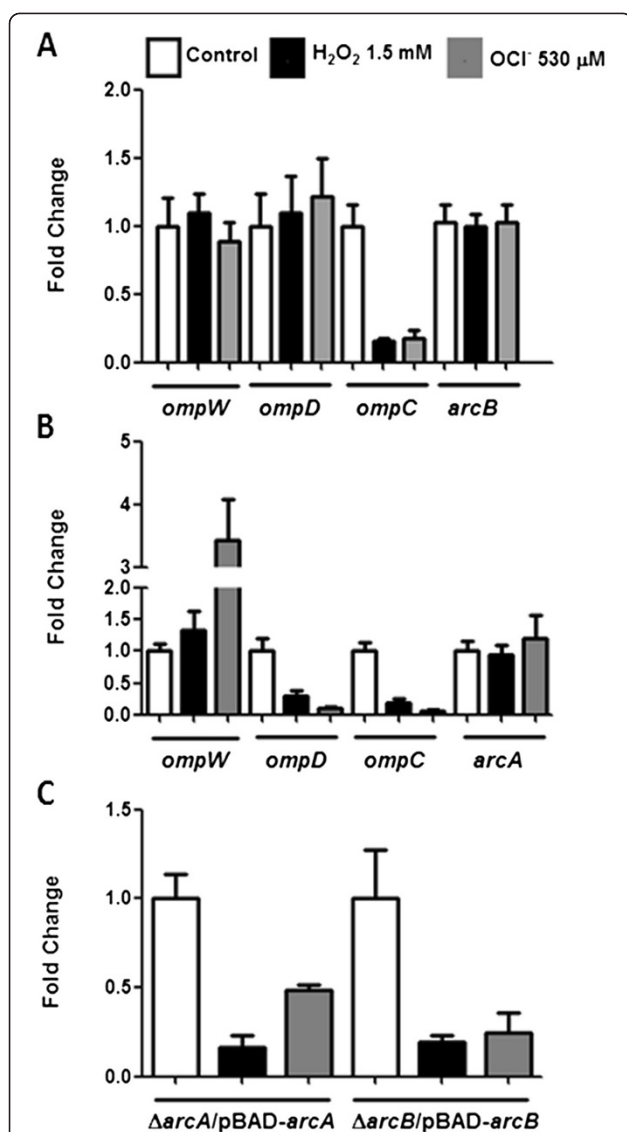 A
Control H₂O₂ 1.5 mM OCl⁻ 530 µM
Fold Change
2.0
1.5
1.0
0.5
0.0
ompW ompD ompC arcB
B
Fold Change
5
4
3
2.0
1.5
1.0
0.5
0.0
ompW ompD ompC arcA
C
Fold Change
1.5
1.0
0.5
0.0
ΔarcA/pBAD-arcA ΔarcB/pBAD-arcB